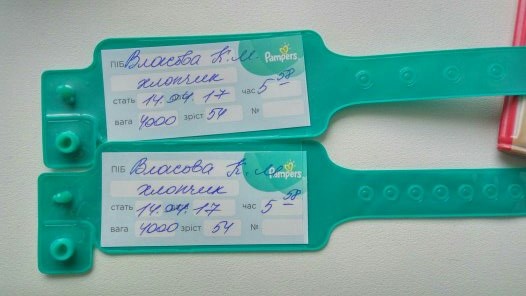 ПІБ Власова К.М. Pampers
хлопчик
стать 14.04.17 час 5-58
вага 4000 зріст 54 №
ПІБ Власова К.М. Pampers
хлопчик
стать 14.04.17 час 5-58
вага 4000 зріст 54 №